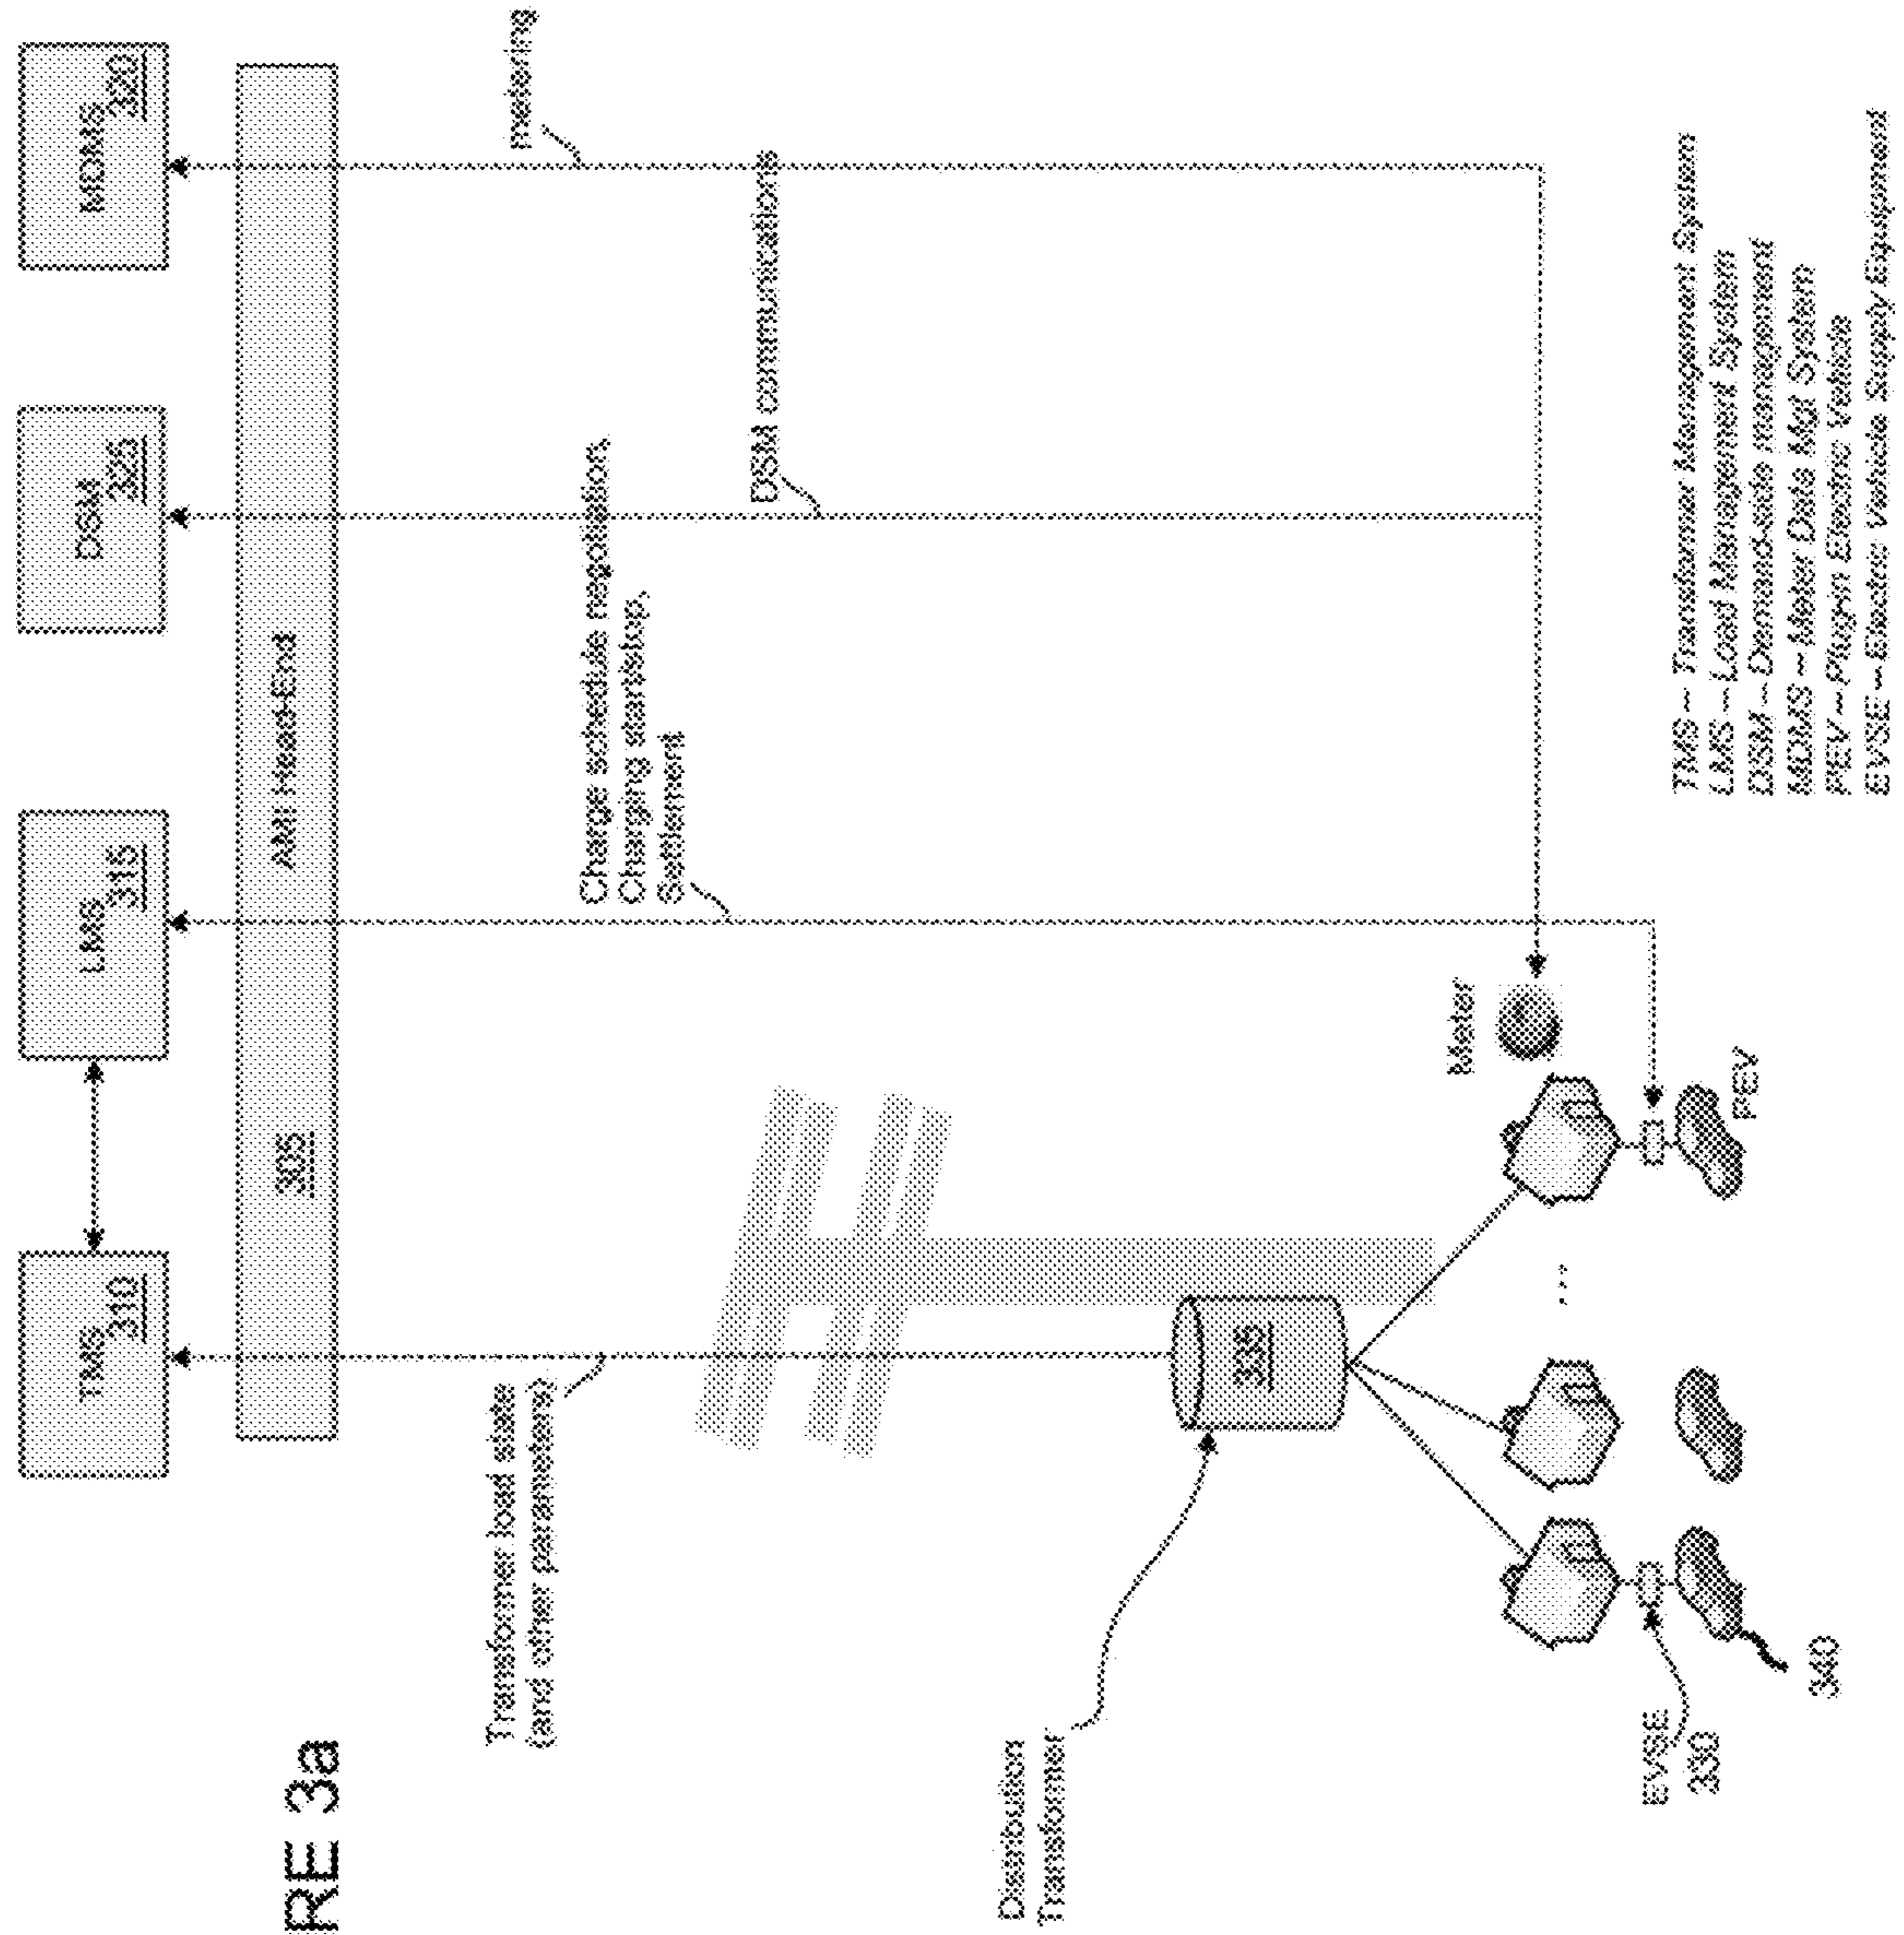 RE 3a
TMS
310
LMS
315
DSM
325
MDMS
320
305
AMI Head-End
Transformer load state
(and other parameters)
Charge schedule negotiation,
Charging start/stop,
Settlement
DSM communications
metering
Distribution
Transformer
335
Meter
...
PEV
EVSE
330
340
TMS – Transformer Management System
LMS – Load Management System
DSM – Demand-side management
MDMS – Meter Data Mgt System
PEV – Plug-in Electric Vehicle
EVSE – Electric Vehicle Supply Equipment